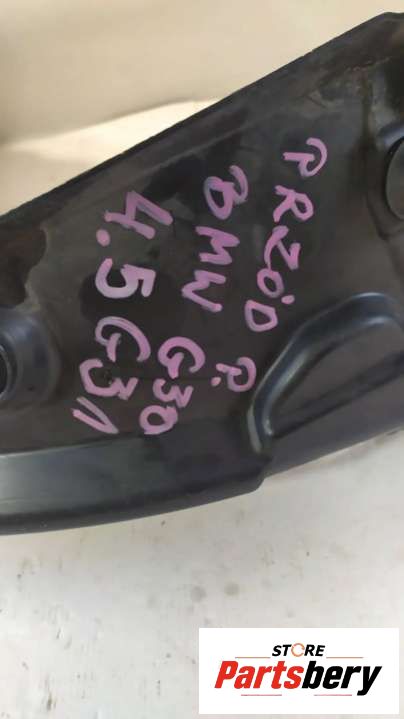 PRZÓD P.
BMW G30
4.5 G31
STORE
Partsbery